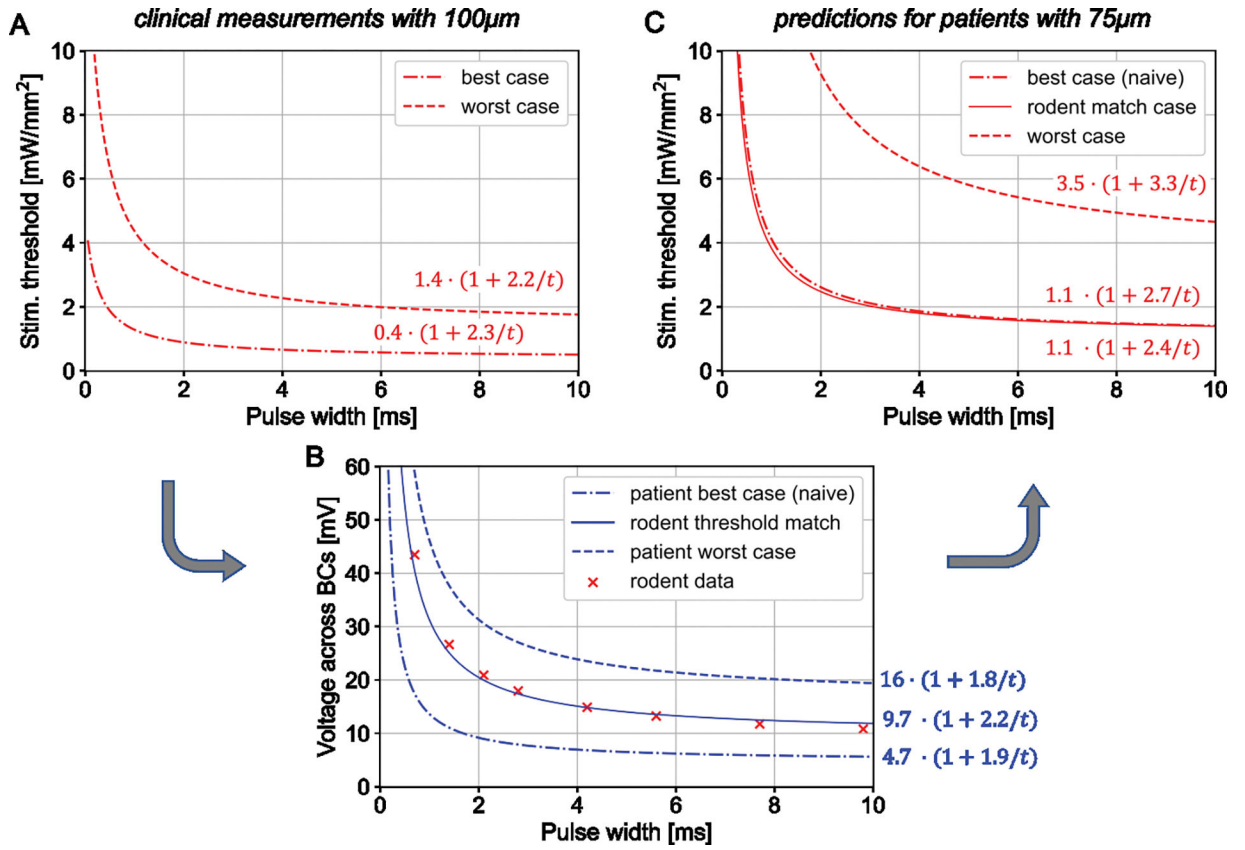 A
clinical measurements with 100µm
Stim. threshold [mW/mm²]
10
8
6
4
2
0
best case
worst case
1.4 · (1 + 2.2/t)
0.4 · (1 + 2.3/t)
0
2
4
6
8
10
Pulse width [ms]
C
predictions for patients with 75µm
Stim. threshold [mW/mm²]
10
8
6
4
2
0
best case (naive)
rodent match case
worst case
3.5 · (1 + 3.3/t)
1.1 · (1 + 2.7/t)
1.1 · (1 + 2.4/t)
0
2
4
6
8
10
Pulse width [ms]
B
Voltage across BCs [mV]
60
50
40
30
20
10
0
patient best case (naive)
rodent threshold match
patient worst case
rodent data
16 · (1 + 1.8/t)
9.7 · (1 + 2.2/t)
4.7 · (1 + 1.9/t)
0
2
4
6
8
10
Pulse width [ms]